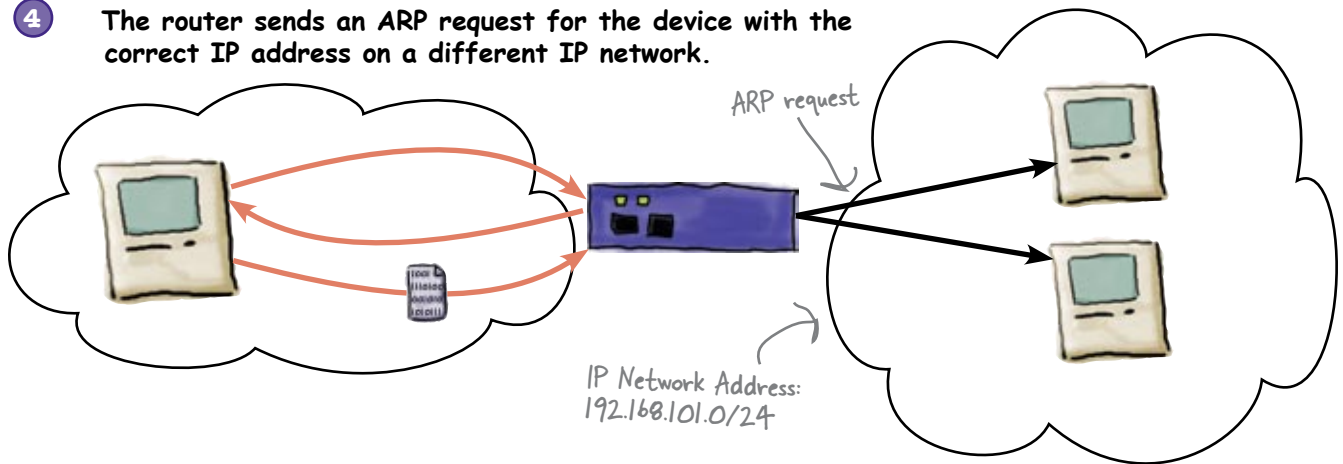 4
The router sends an ARP request for the device with the
correct IP address on a different IP network.
ARP request
IP Network Address:
192.168.101.0/24